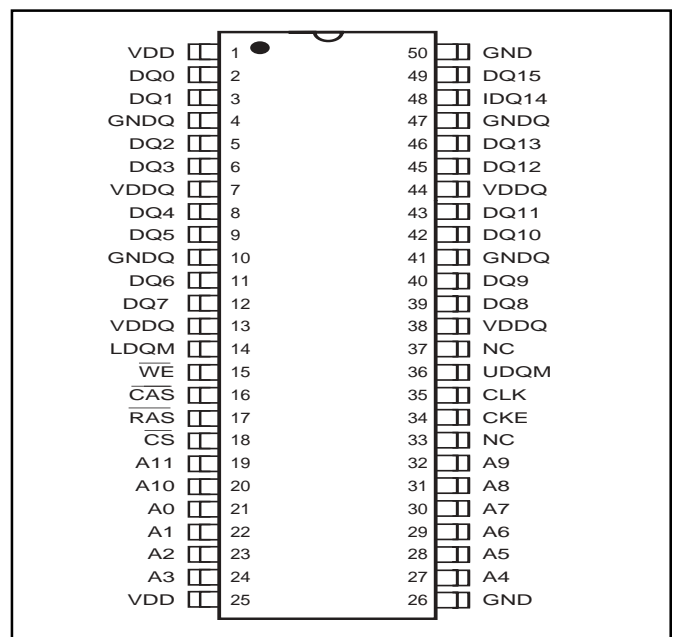 VDD 1 50 GND
DQ0 2 49 DQ15
DQ1 3 48 IDQ14
GNDQ 4 47 GNDQ
DQ2 5 46 DQ13
DQ3 6 45 DQ12
VDDQ 7 44 VDDQ
DQ4 8 43 DQ11
DQ5 9 42 DQ10
GNDQ 10 41 GNDQ
DQ6 11 40 DQ9
DQ7 12 39 DQ8
VDDQ 13 38 VDDQ
LDQM 14 37 NC
W̅E̅ 15 36 UDQM
C̅A̅S̅ 16 35 CLK
R̅A̅S̅ 17 34 CKE
C̅S̅ 18 33 NC
A11 19 32 A9
A10 20 31 A8
A0 21 30 A7
A1 22 29 A6
A2 23 28 A5
A3 24 27 A4
VDD 25 26 GND